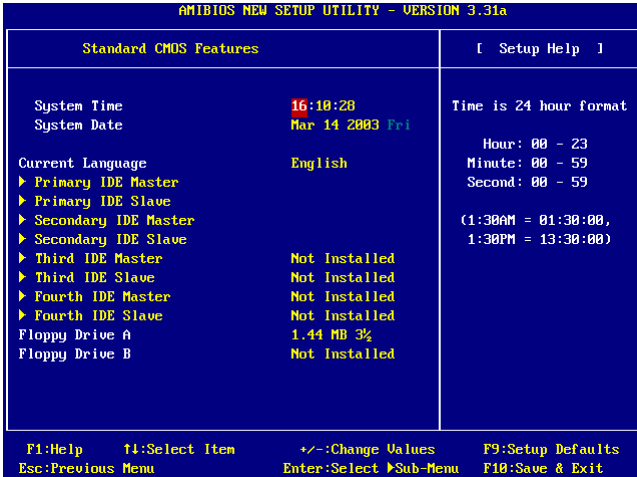 AMIBIOS NEW SETUP UTILITY - VERSION 3.31a
Standard CMOS Features
[ Setup Help ]
System Time 16:10:28
System Date Mar 14 2003 Fri
Current Language English
Primary IDE Master
Primary IDE Slave
Secondary IDE Master
Secondary IDE Slave
Third IDE Master Not Installed
Third IDE Slave Not Installed
Fourth IDE Master Not Installed
Fourth IDE Slave Not Installed
Floppy Drive A 1.44 MB 3½
Floppy Drive B Not Installed
Time is 24 hour format
Hour: 00 - 23
Minute: 00 - 59
Second: 00 - 59
(1:30AM = 01:30:00,
1:30PM = 13:30:00)
F1:Help ↑↓:Select Item +/-:Change Values F9:Setup Defaults
Esc:Previous Menu Enter:Select ▶Sub-Menu F10:Save & Exit